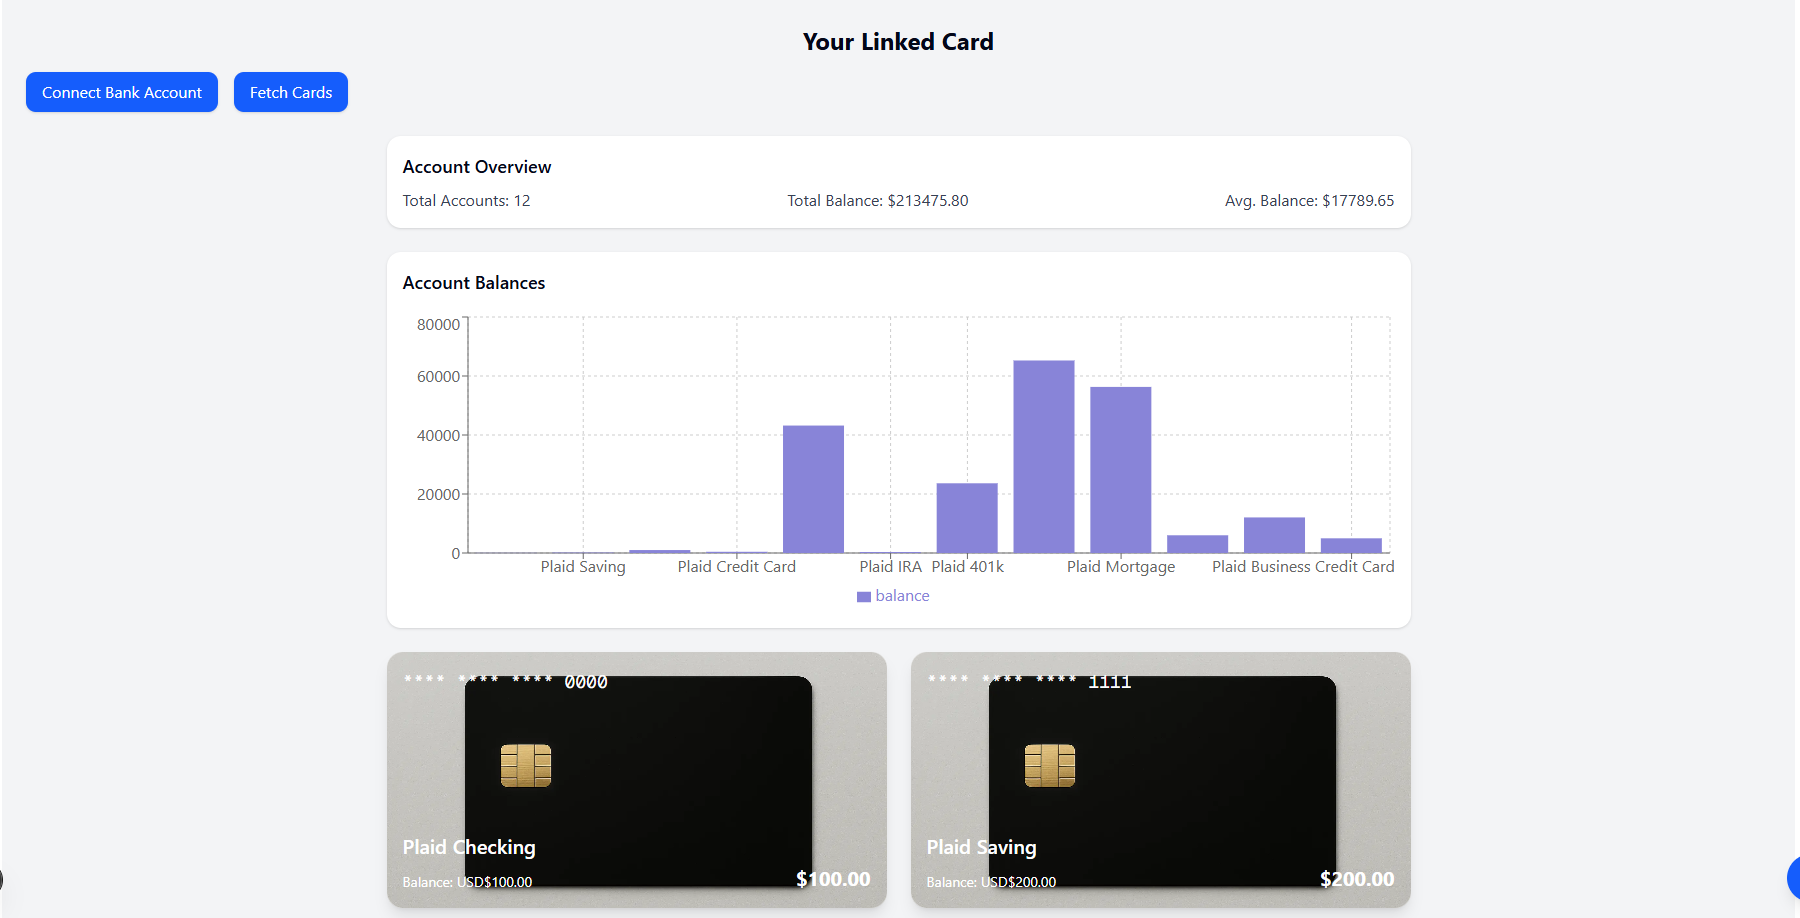 Your Linked Card
Connect Bank Account
Fetch Cards
Account Overview
Total Accounts: 12
Total Balance: $213475.80
Avg. Balance: $17789.65
Account Balances
80000
60000
40000
20000
0
Plaid Saving
Plaid Credit Card
Plaid IRA
Plaid 401k
Plaid Mortgage
Plaid Business Credit Card
balance
**** **** **** 0000
Plaid Checking
Balance: USD$100.00
$100.00
**** **** **** 1111
Plaid Saving
Balance: USD$200.00
$200.00